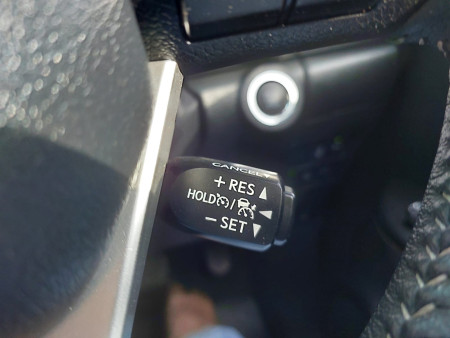 CANCEL
+ RES
HOLD /
– SET